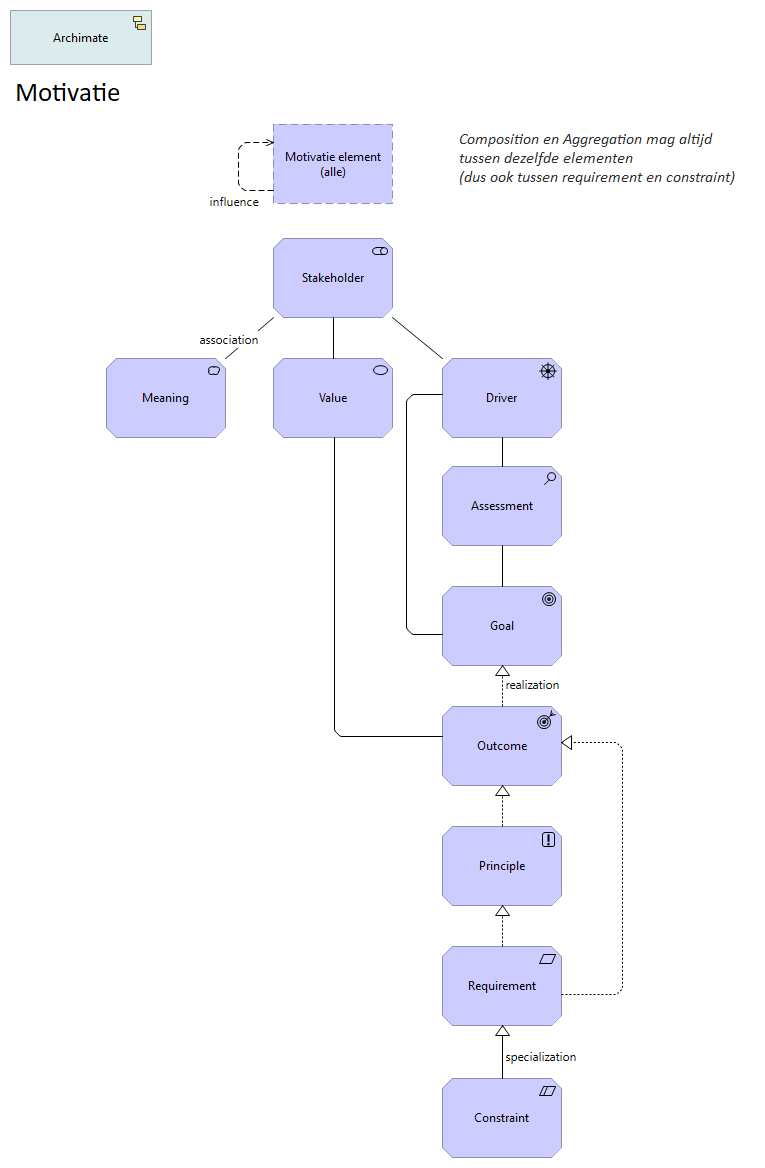 Archimate
Motivatie
Motivatie element
(alle)
influence
Composition en Aggregation mag altijd
tussen dezelfde elementen
(dus ook tussen requirement en constraint)
Stakeholder
association
Meaning
Value
Driver
Assessment
Goal
realization
Outcome
Principle
Requirement
specialization
Constraint